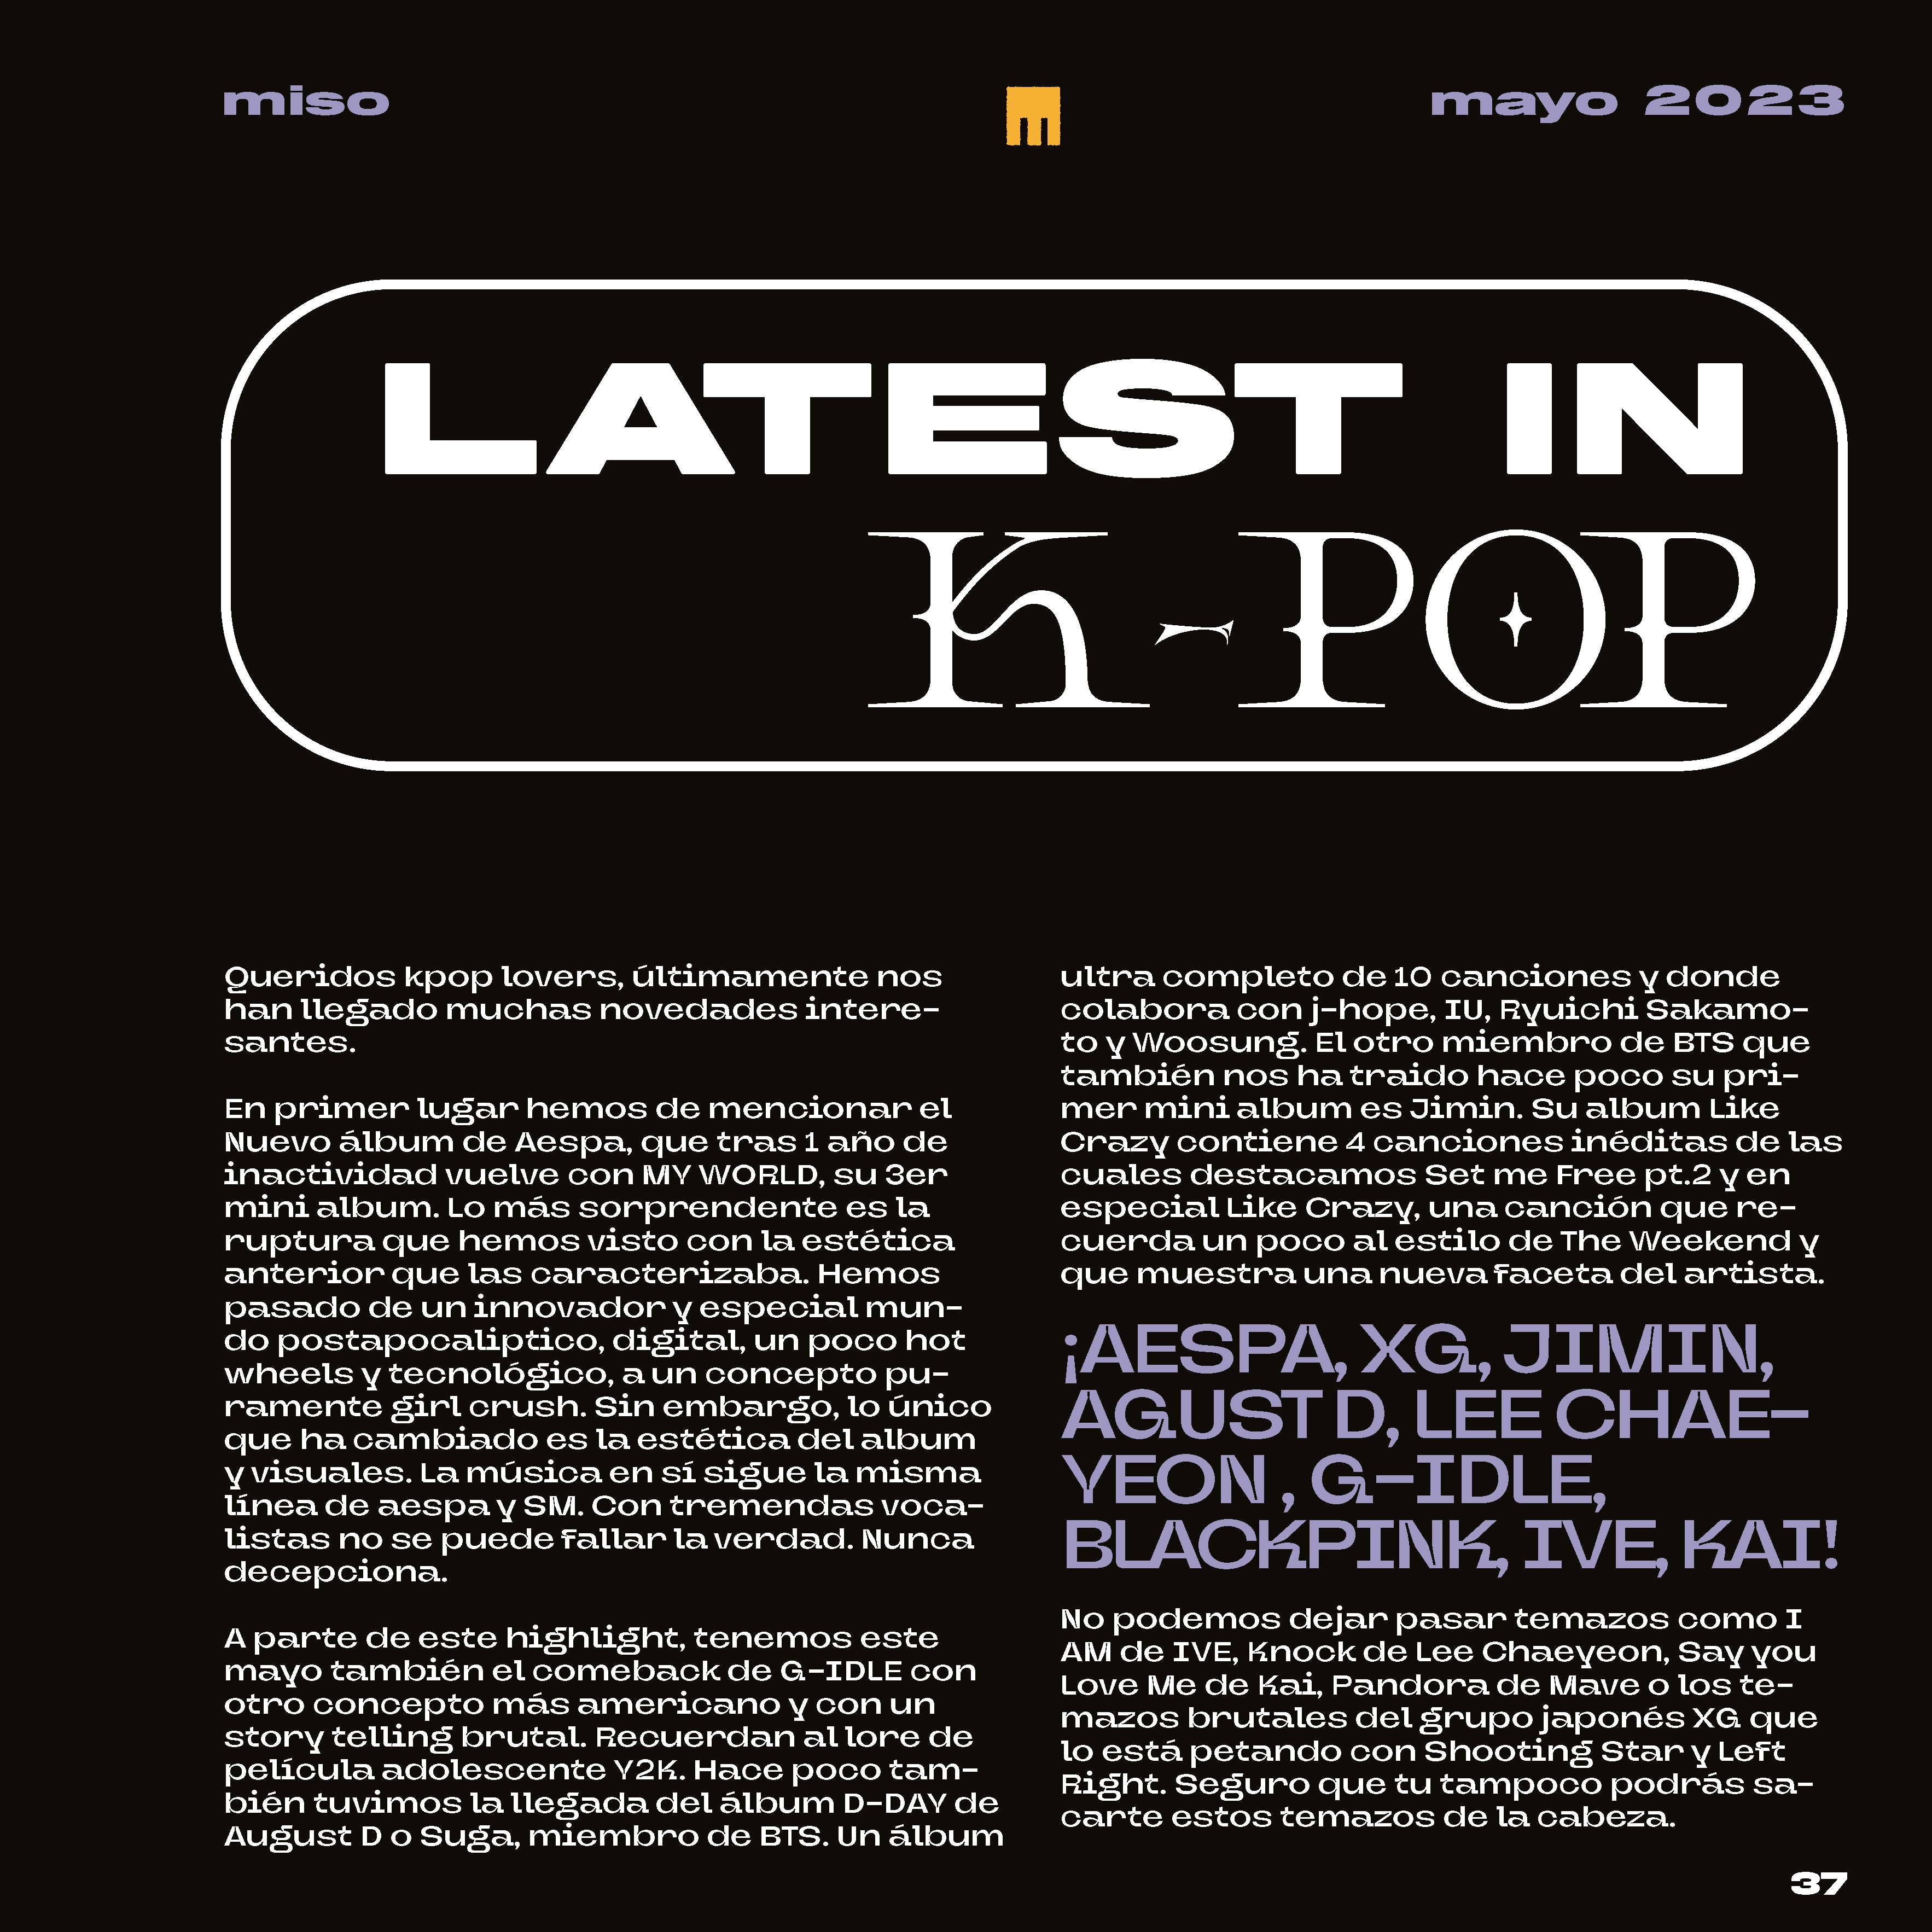 miso
mayo 2023
LATEST IN
K-POP
Queridos kpop lovers, últimamente nos
han llegado muchas novedades intere-
santes.
En primer lugar hemos de mencionar el
Nuevo álbum de Aespa, que tras 1 año de
inactividad vuelve con MY WORLD, su 3er
mini album. Lo más sorprendente es la
ruptura que hemos visto con la estética
anterior que las caracterizaba. Hemos
pasado de un innovador y especial mun-
do postapocaliptico, digital, un poco hot
wheels y tecnológico, a un concepto pu-
ramente girl crush. Sin embargo, lo único
que ha cambiado es la estética del album
y visuales. La música en sí sigue la misma
línea de aespa y SM. Con tremendas voca-
listas no se puede fallar la verdad. Nunca
decepciona.
A parte de este highlight, tenemos este
mayo también el comeback de G-IDLE con
otro concepto más americano y con un
story telling brutal. Recuerdan al lore de
película adolescente Y2K. Hace poco tam-
bién tuvimos la llegada del álbum D-DAY de
August D o Suga, miembro de BTS. Un álbum
ultra completo de 10 canciones y donde
colabora con j-hope, IU, Ryuichi Sakamo-
to y Woosung. El otro miembro de BTS que
también nos ha traido hace poco su pri-
mer mini album es Jimin. Su album Like
Crazy contiene 4 canciones inéditas de las
cuales destacamos Set me Free pt.2 y en
especial Like Crazy, una canción que re-
cuerda un poco al estilo de The Weekend y
que muestra una nueva faceta del artista.
¡AESPA, XG, JIMIN,
AGUST D, LEE CHAE-
YEON , G-IDLE,
BLACKPINK, IVE, KAI!
No podemos dejar pasar temazos como I
AM de IVE, Knock de Lee Chaeyeon, Say you
Love Me de Kai, Pandora de Mave o los te-
mazos brutales del grupo japonés XG que
lo está petando con Shooting Star y Left
Right. Seguro que tu tampoco podrás sa-
carte estos temazos de la cabeza.
37